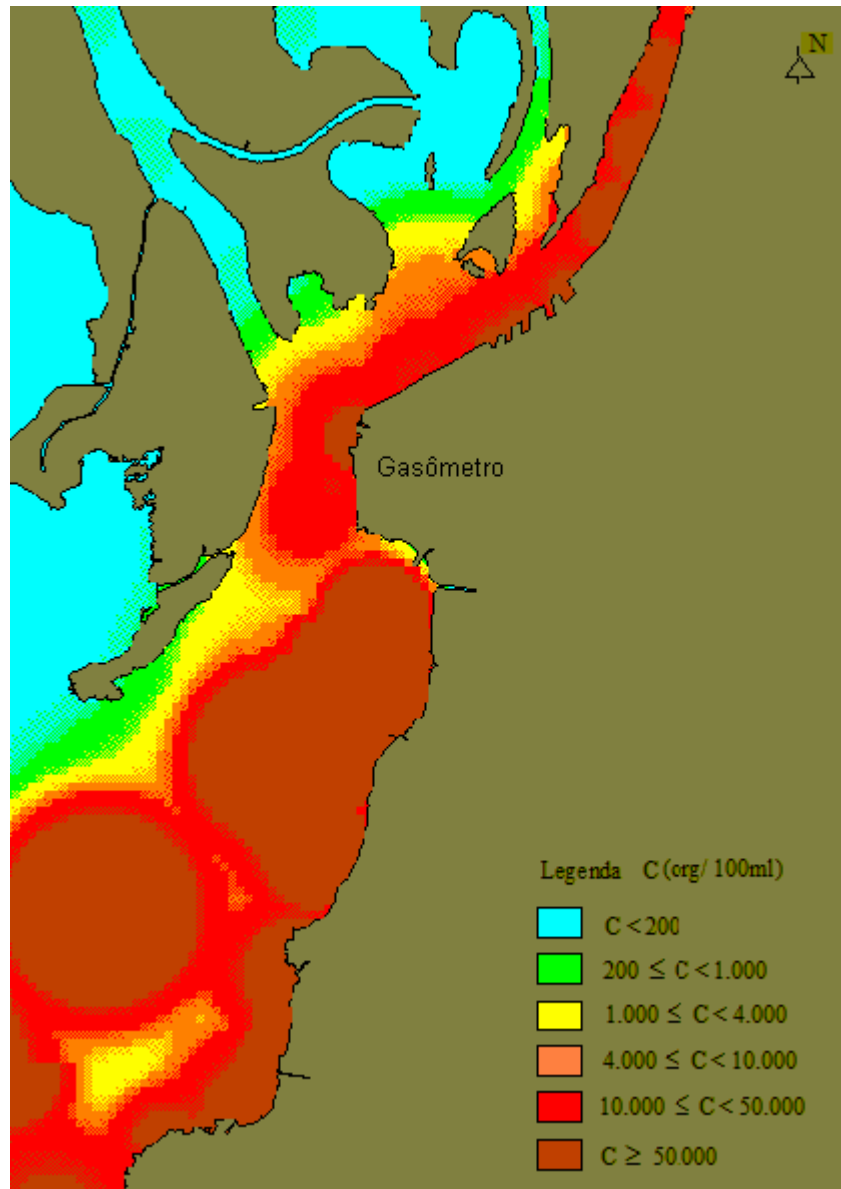 N
Gasômetro
Legenda C (org/ 100ml)
C < 200
200 ≤ C < 1.000
1.000 ≤ C < 4.000
4.000 ≤ C < 10.000
10.000 ≤ C < 50.000
C ≥ 50.000